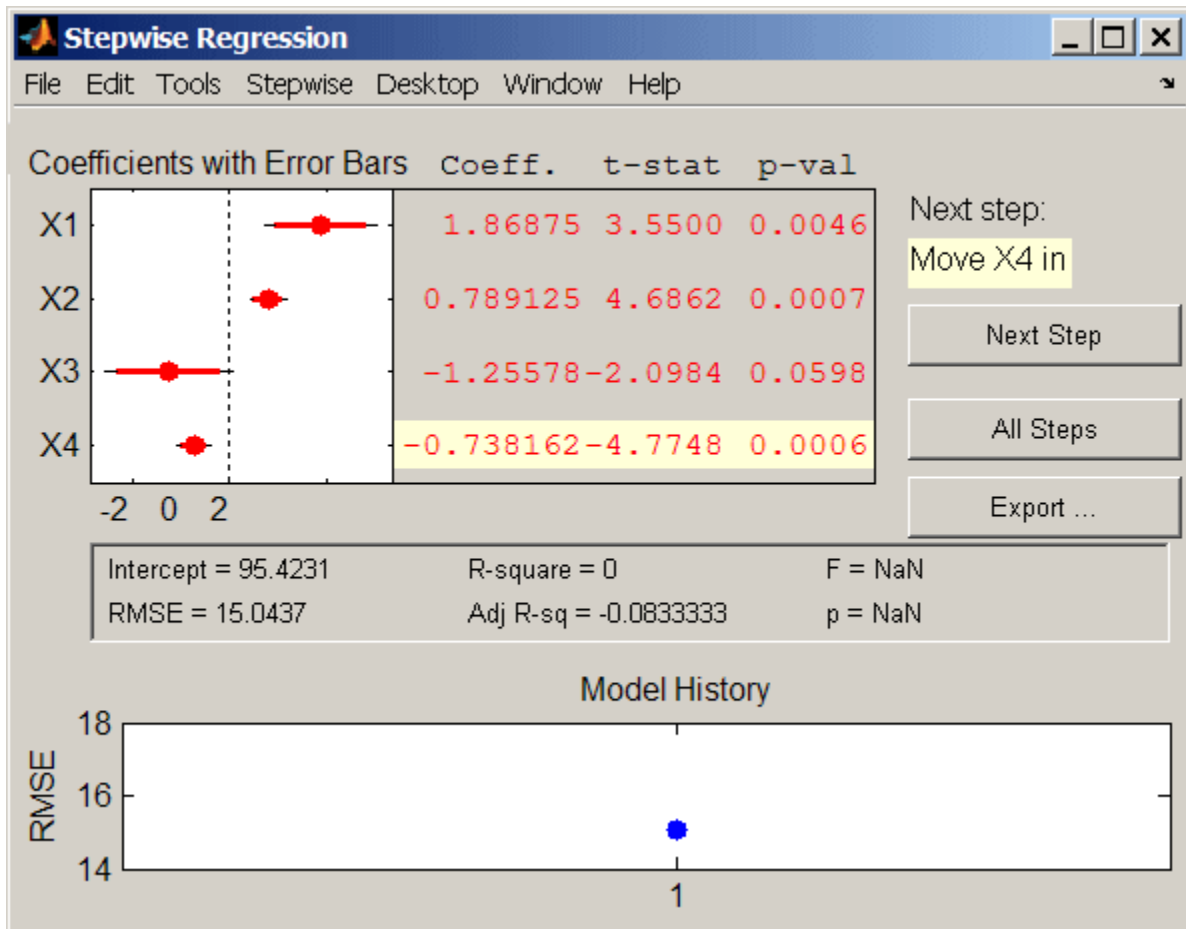 Stepwise Regression
File Edit Tools Stepwise Desktop Window Help
Coefficients with Error Bars Coeff. t-stat p-val
X1 1.86875 3.5500 0.0046
X2 0.789125 4.6862 0.0007
X3 -1.25578 -2.0984 0.0598
X4 -0.738162 -4.7748 0.0006
-2 0 2
Next step:
Move X4 in
Next Step
All Steps
Export ...
Intercept = 95.4231 R-square = 0 F = NaN
RMSE = 15.0437 Adj R-sq = -0.0833333 p = NaN
Model History
RMSE
18
16
14
1